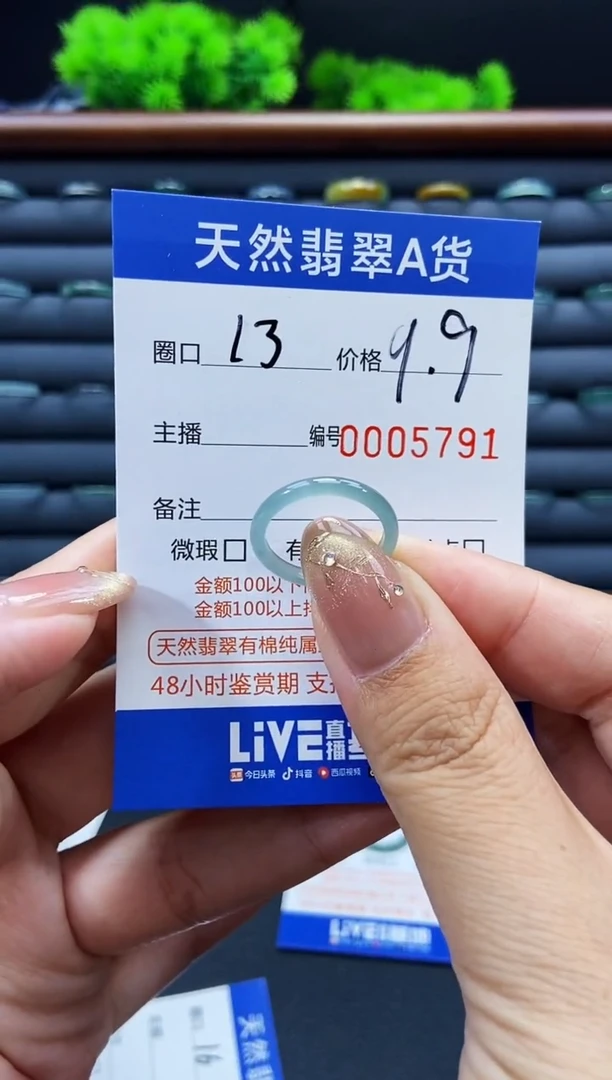 天然翡翠A货
圈口 13 价格 9.9
主播 编号0005791
备注
微瑕□ 有
金额100以下
金额100以上
天然翡翠有棉纯属
48小时鉴赏期 支
LiVE直播
今日头条 抖音 西瓜视频
16
天然